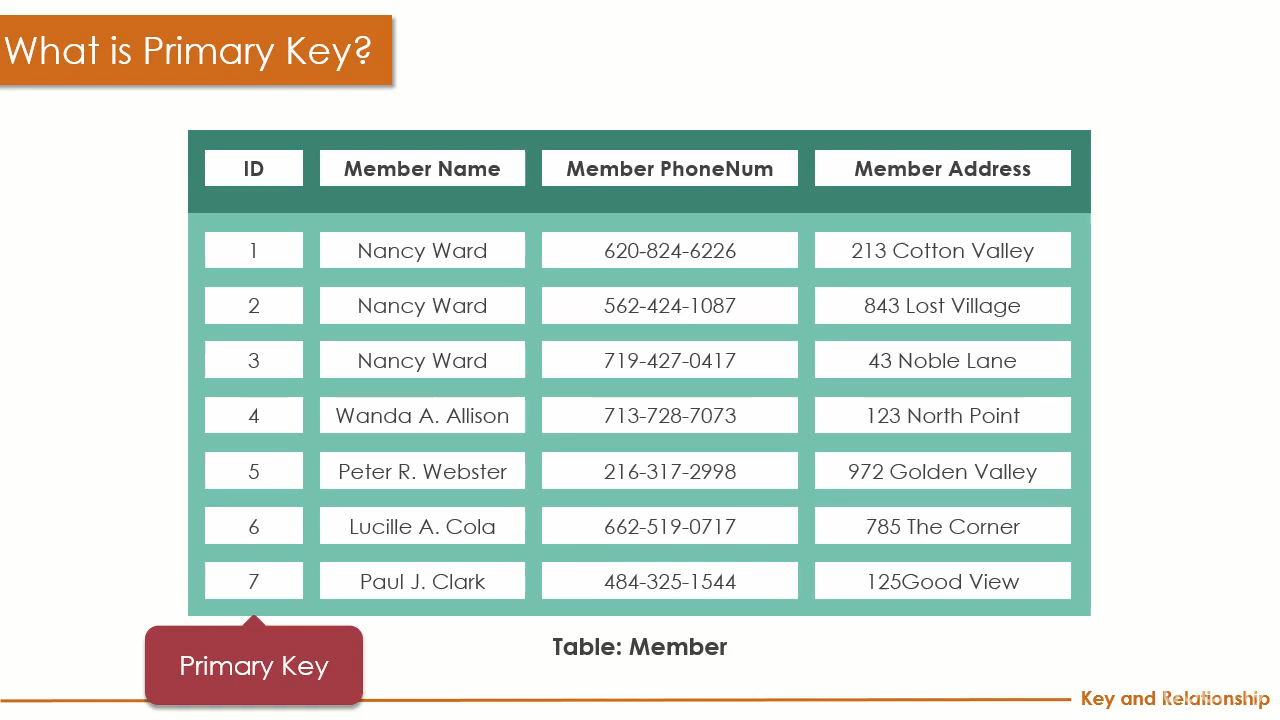 What is Primary Key?
ID Member Name Member PhoneNum Member Address
1 Nancy Ward 620-824-6226 213 Cotton Valley
2 Nancy Ward 562-424-1087 843 Lost Village
3 Nancy Ward 719-427-0417 43 Noble Lane
4 Wanda A. Allison 713-728-7073 123 North Point
5 Peter R. Webster 216-317-2998 972 Golden Valley
6 Lucille A. Cola 662-519-0717 785 The Corner
7 Paul J. Clark 484-325-1544 125Good View
Table: Member
Primary Key
Key and Relationship